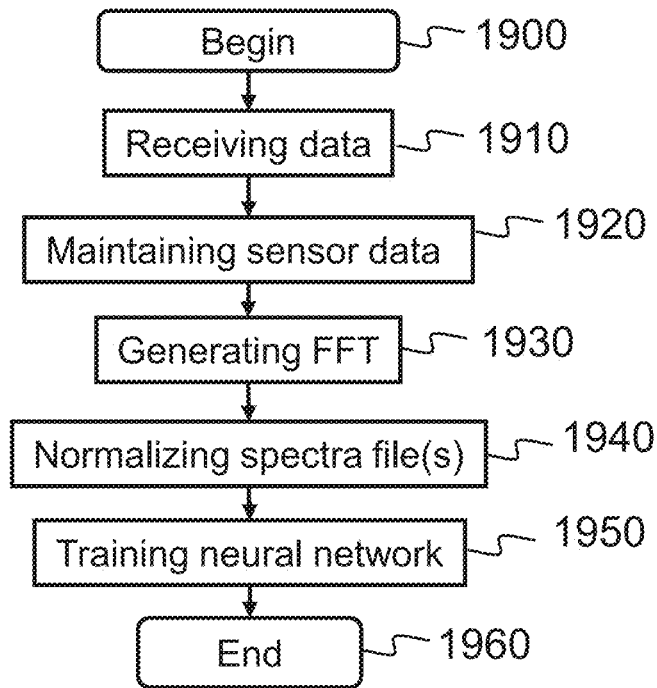 Begin 1900
Receiving data 1910
Maintaining sensor data 1920
Generating FFT 1930
Normalizing spectra file(s) 1940
Training neural network 1950
End 1960